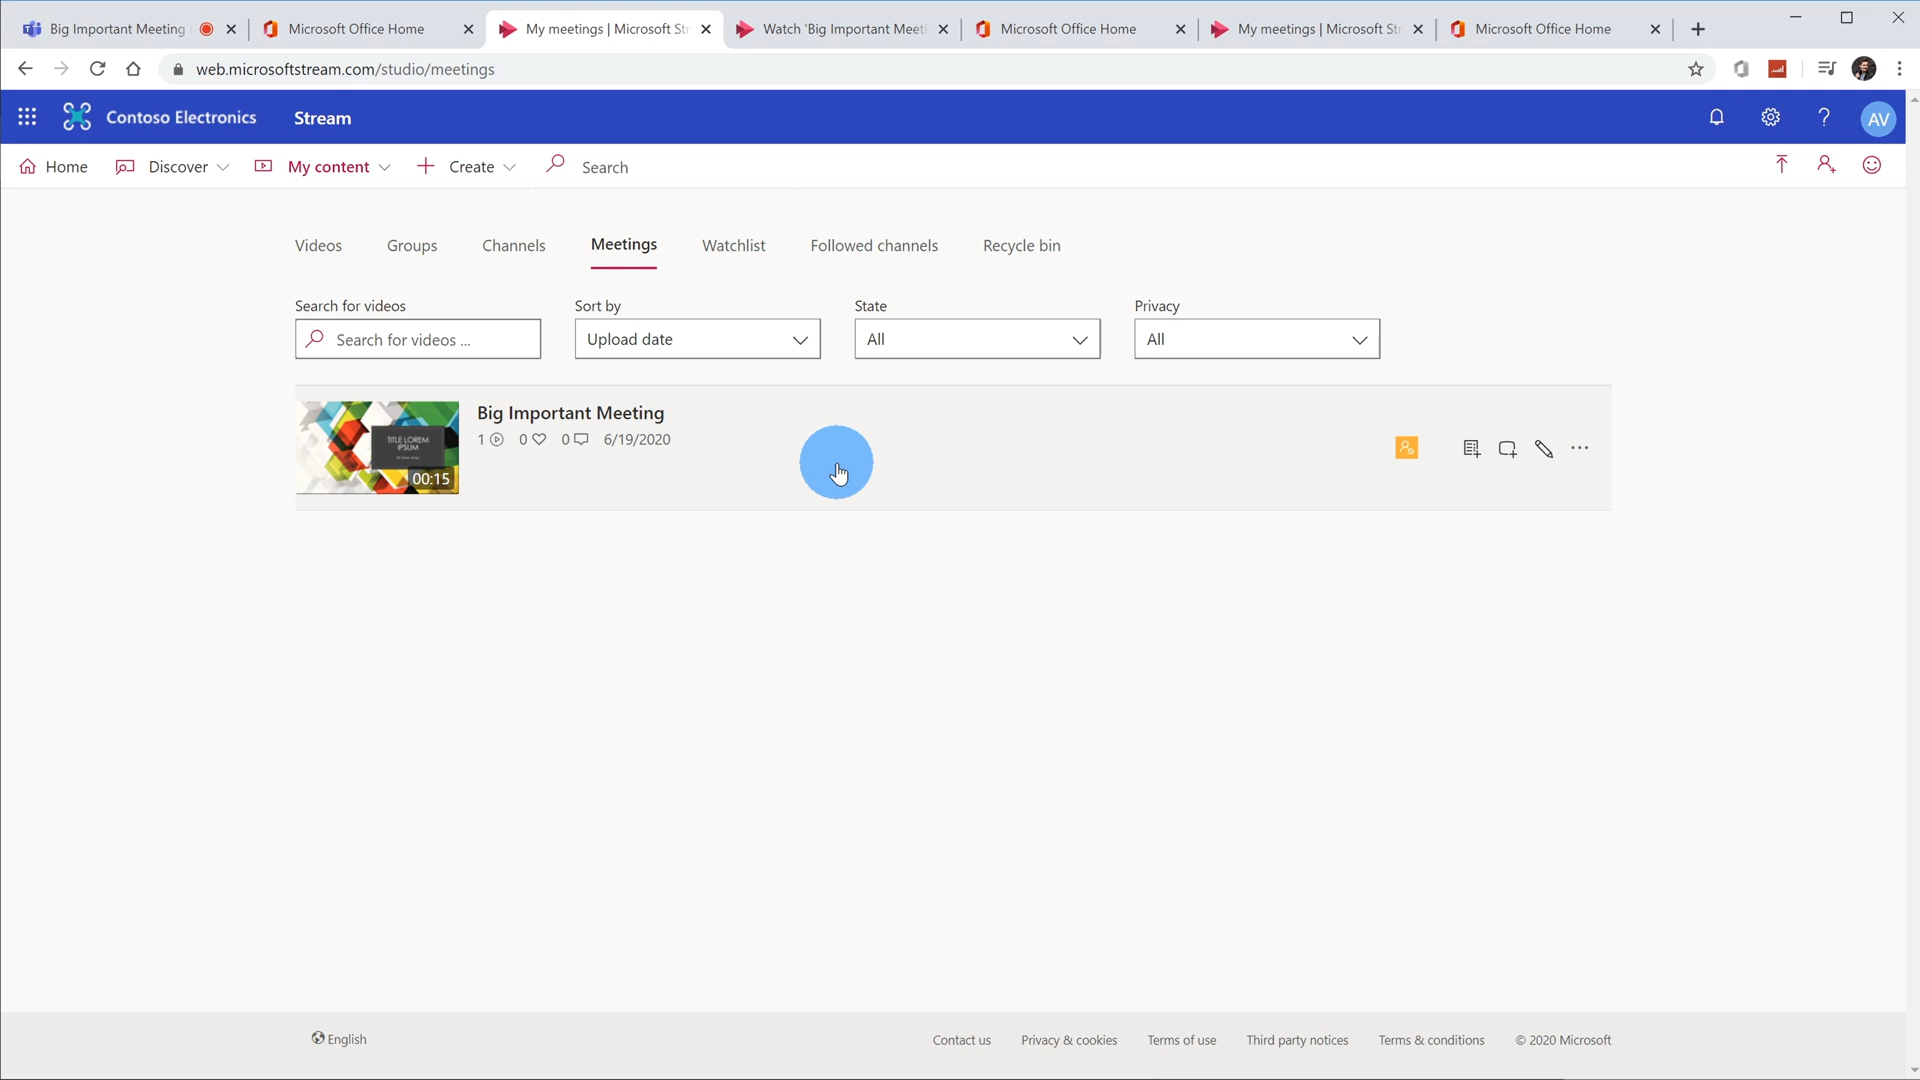 Big Important Meeting
Microsoft Office Home
My meetings | Microsoft Str
Watch 'Big Important Meeti
Microsoft Office Home
My meetings | Microsoft Str
Microsoft Office Home
web.microsoftstream.com/studio/meetings
Contoso Electronics
Stream
AV
Home
Discover
My content
Create
Search
Videos
Groups
Channels
Meetings
Watchlist
Followed channels
Recycle bin
Search for videos
Sort by
State
Privacy
Search for videos ...
Upload date
All
All
TITLE LOREM
IPSUM
00:15
Big Important Meeting
1 0 0 6/19/2020
English
Contact us
Privacy & cookies
Terms of use
Third party notices
Terms & conditions
© 2020 Microsoft